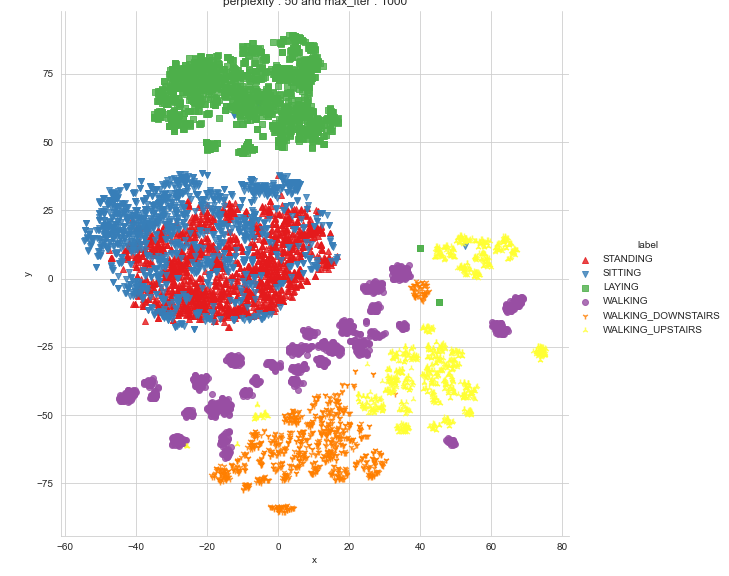 perplexity : 50 and max_iter : 1000
75
50
25
0
−25
−50
−75
y
−60
−40
−20
0
20
40
60
80
x
label
STANDING
SITTING
LAYING
WALKING
WALKING_DOWNSTAIRS
WALKING_UPSTAIRS